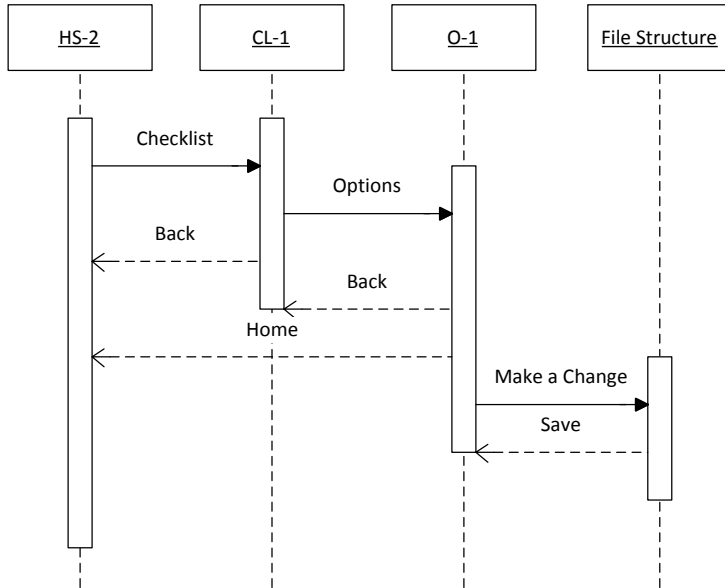 HS-2
CL-1
O-1
File Structure
Checklist
Options
Back
Back
Home
Make a Change
Save